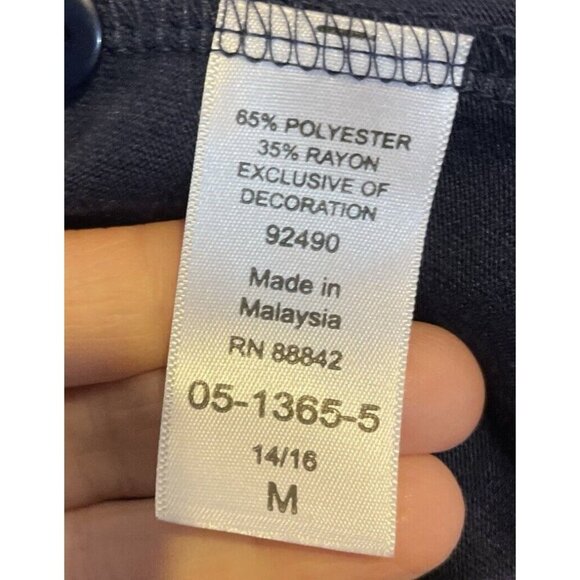 65% POLYESTER
35% RAYON
EXCLUSIVE OF
DECORATION
92490
Made in
Malaysia
RN 88842
05-1365-5
14/16
M